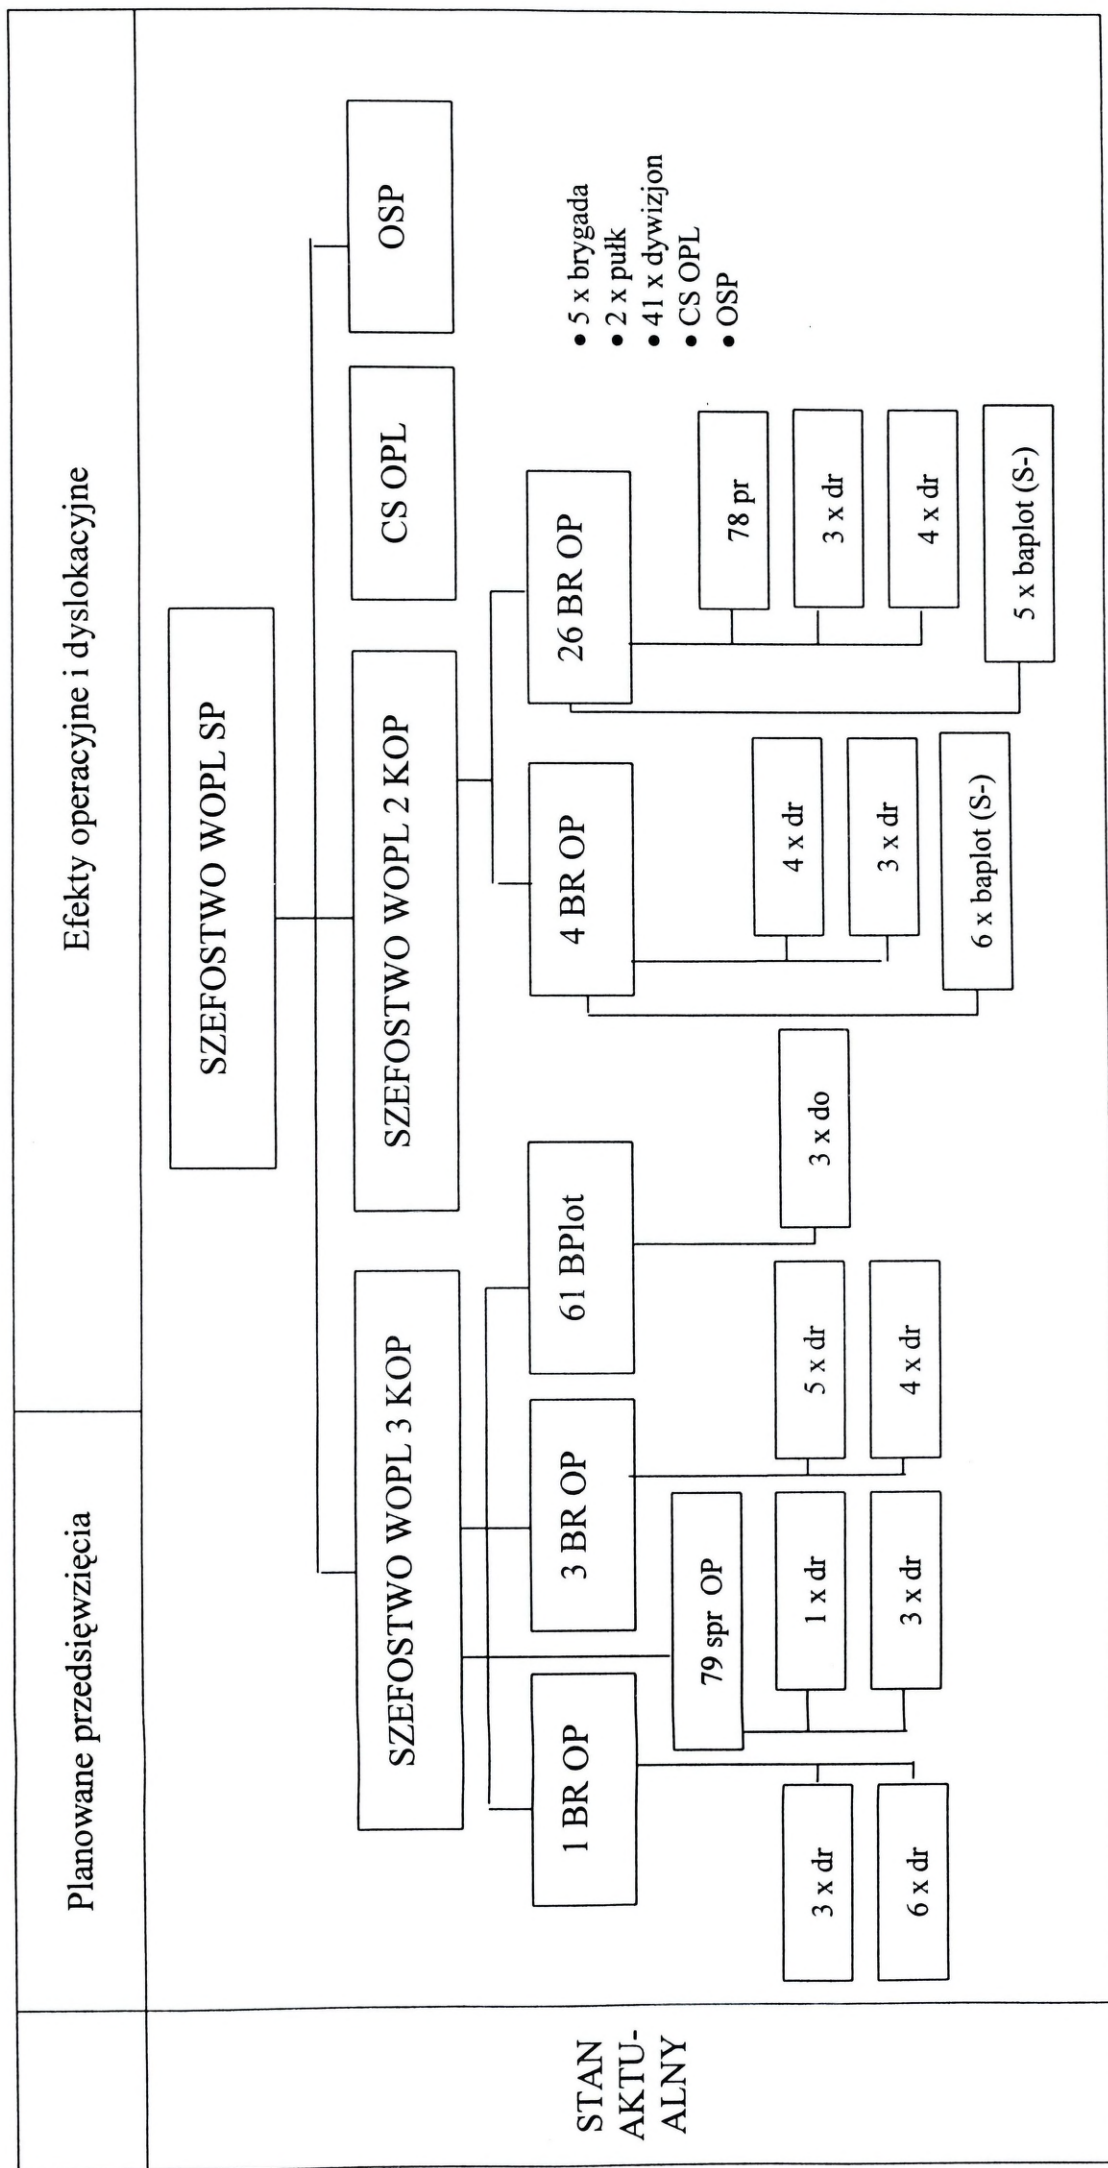 Planowane przedsięwzięcia
Efekty operacyjne i dyslokacyjne
STAN
AKTU-
ALNY
SZEFOSTWO WOPL SP
SZEFOSTWO WOPL 3 KOP
SZEFOSTWO WOPL 2 KOP
CS OPL
OSP
1 BR OP
3 BR OP
61 BPlot
4 BR OP
26 BR OP
79 spr OP
3 x dr
6 x dr
1 x dr
3 x dr
5 x dr
4 x dr
3 x do
4 x dr
3 x dr
6 x baplot (S-)
78 pr
3 x dr
4 x dr
5 x baplot (S-)
• 5 x brygada
• 2 x pułk
• 41 x dywizjon
• CS OPL
• OSP